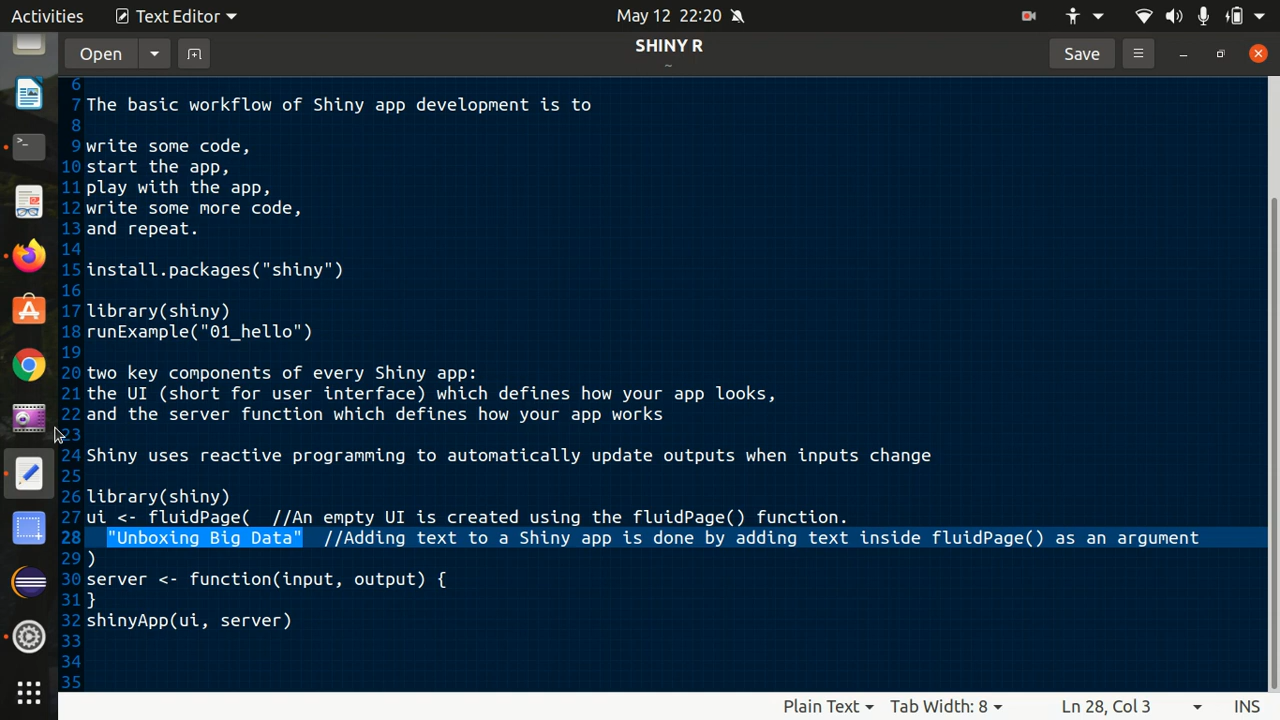 Activities Text Editor May 12 22:20
Open SHINY R Save
~
6
7 The basic workflow of Shiny app development is to
8
9 write some code,
10 start the app,
11 play with the app,
12 write some more code,
13 and repeat.
14
15 install.packages("shiny")
16
17 library(shiny)
18 runExample("01_hello")
19
20 two key components of every Shiny app:
21 the UI (short for user interface) which defines how your app looks,
22 and the server function which defines how your app works
23
24 Shiny uses reactive programming to automatically update outputs when inputs change
25
26 library(shiny)
27 ui <- fluidPage(  //An empty UI is created using the fluidPage() function.
28   "Unboxing Big Data"  //Adding text to a Shiny app is done by adding text inside fluidPage() as an argument
29 )
30 server <- function(input, output) {
31 }
32 shinyApp(ui, server)
33
34
35
Plain Text Tab Width: 8 Ln 28, Col 3 INS